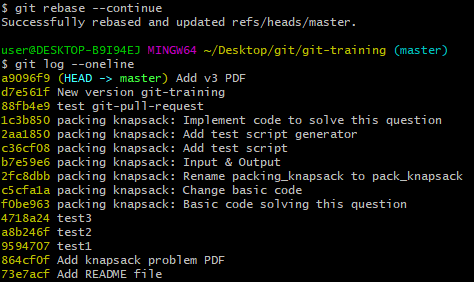 $ git rebase --continue
Successfully rebased and updated refs/heads/master.
user@DESKTOP-B9I94EJ MINGW64 ~/Desktop/git/git-training (master)
$ git log --oneline
a9096f9 (HEAD -> master) Add v3 PDF
d7e561f New version git-training
88fb4e9 test git-pull-request
1c3b850 packing knapsack: Implement code to solve this question
2aa1850 packing knapsack: Add test script generator
c36cf08 packing knapsack: Add test script
b7e59e6 packing knapsack: Input & Output
2fc8dbb packing knapsack: Rename packing_knapsack to pack_knapsack
c5cfa1a packing knapsack: Change basic code
f0be963 packing knapsack: Basic code solving this question
4718a24 test3
a8b246f test2
9594707 test1
864cf0f Add knapsack problem PDF
73e7acf Add README file